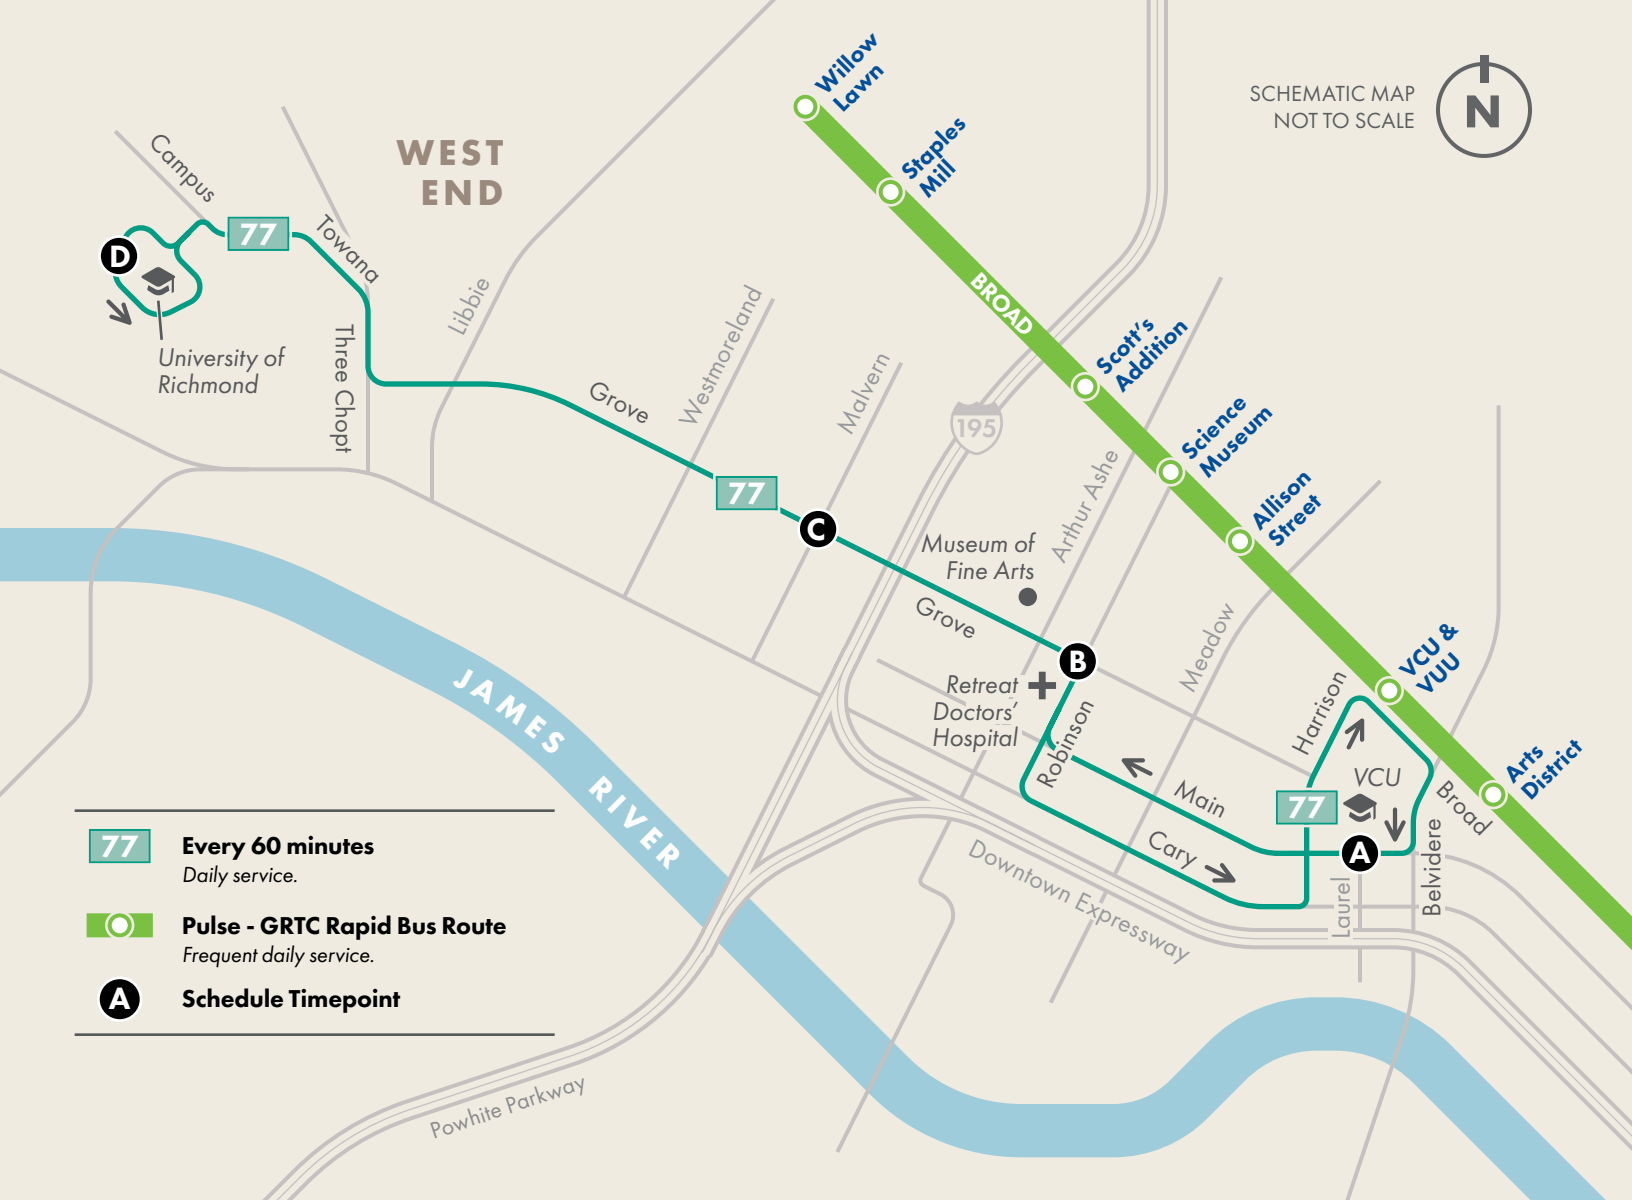 Willow
Lawn
SCHEMATIC MAP
NOT TO SCALE
N
Staples
Mill
WEST
END
Campus
77
Towana
D
University of
Richmond
Three Chopt
Libbie
Westmoreland
Malvern
BROAD
Scott's
Addition
Science
Museum
195
Grove
77
C
Arthur Ashe
Allison
Street
Museum of
Fine Arts
Grove
Meadow
B
VCU &
VUU
Retreat
Doctors'
Hospital
Robinson
Harrison
JAMES RIVER
Main
VCU
77
Broad
Arts
District
Cary
A
Belvidere
Laurel
Downtown Expressway
Powhite Parkway
77
Every 60 minutes
Daily service.
Pulse - GRTC Rapid Bus Route
Frequent daily service.
A
Schedule Timepoint